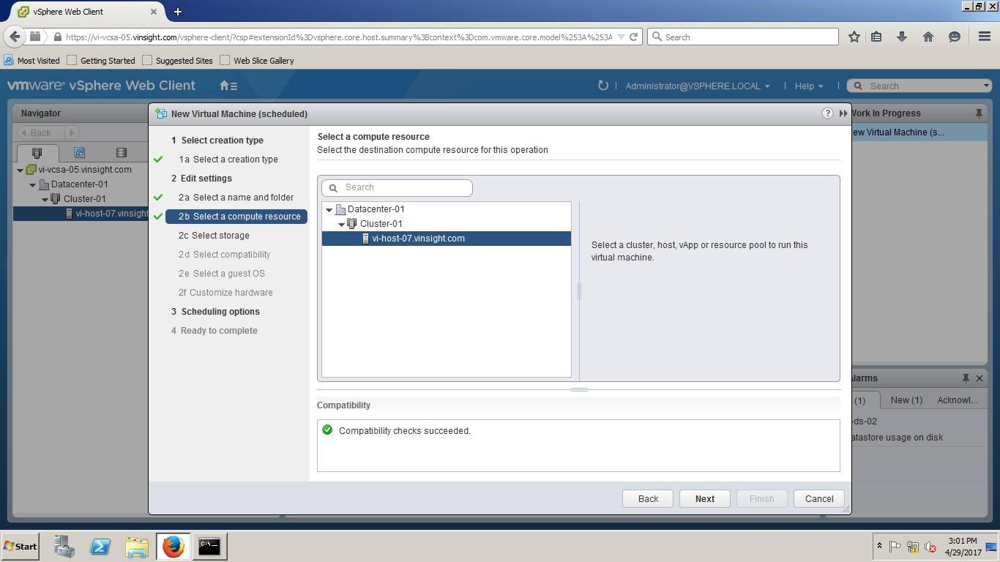 vSphere Web Client
https://vi-vcsa-05.vinsight.com/vsphere-client/?csp#extensionId%3Dvsphere.core.host.summary%3Bcontext%3Dcom.vmware.core.model%253A%253A
Search
Most Visited Getting Started Suggested Sites Web Slice Gallery
vmware® vSphere Web Client
Administrator@VSPHERE.LOCAL
Help
Search
Navigator
Back
vi-vcsa-05.vinsight.com
Datacenter-01
Cluster-01
vi-host-07.vinsight
New Virtual Machine (scheduled)
?
1 Select creation type
1a Select a creation type
2 Edit settings
2a Select a name and folder
2b Select a compute resource
2c Select storage
2d Select compatibility
2e Select a guest OS
2f Customize hardware
3 Scheduling options
4 Ready to complete
Select a compute resource
Select the destination compute resource for this operation
Search
Datacenter-01
Cluster-01
vi-host-07.vinsight.com
Select a cluster, host, vApp or resource pool to run this
virtual machine.
Compatibility
Compatibility checks succeeded.
Back Next Finish Cancel
Work In Progress
ew Virtual Machine (s...
larms
(1) New (1) Acknowl...
-ds-02
atastore usage on disk
Start
C:\.
3:01 PM
4/29/2017